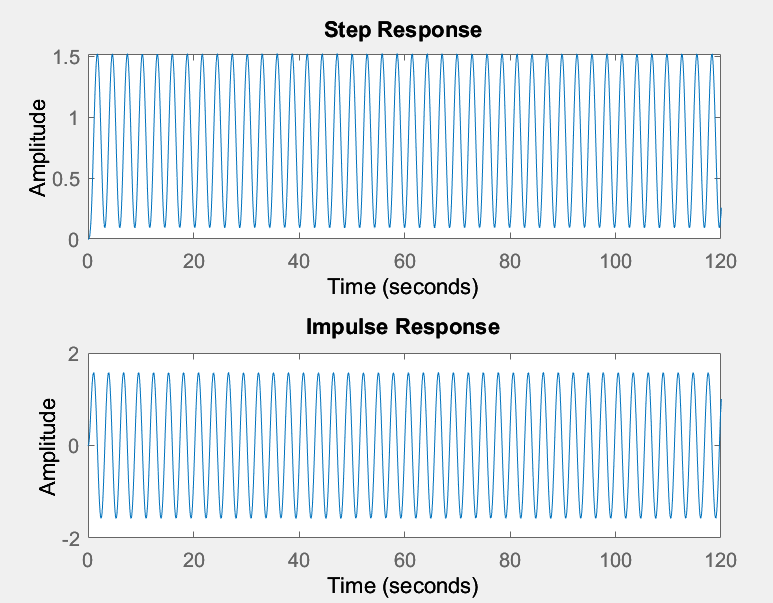 Step Response
1.5
1
0.5
0
Amplitude
0 20 40 60 80 100 120
Time (seconds)
Impulse Response
2
0
-2
Amplitude
0 20 40 60 80 100 120
Time (seconds)